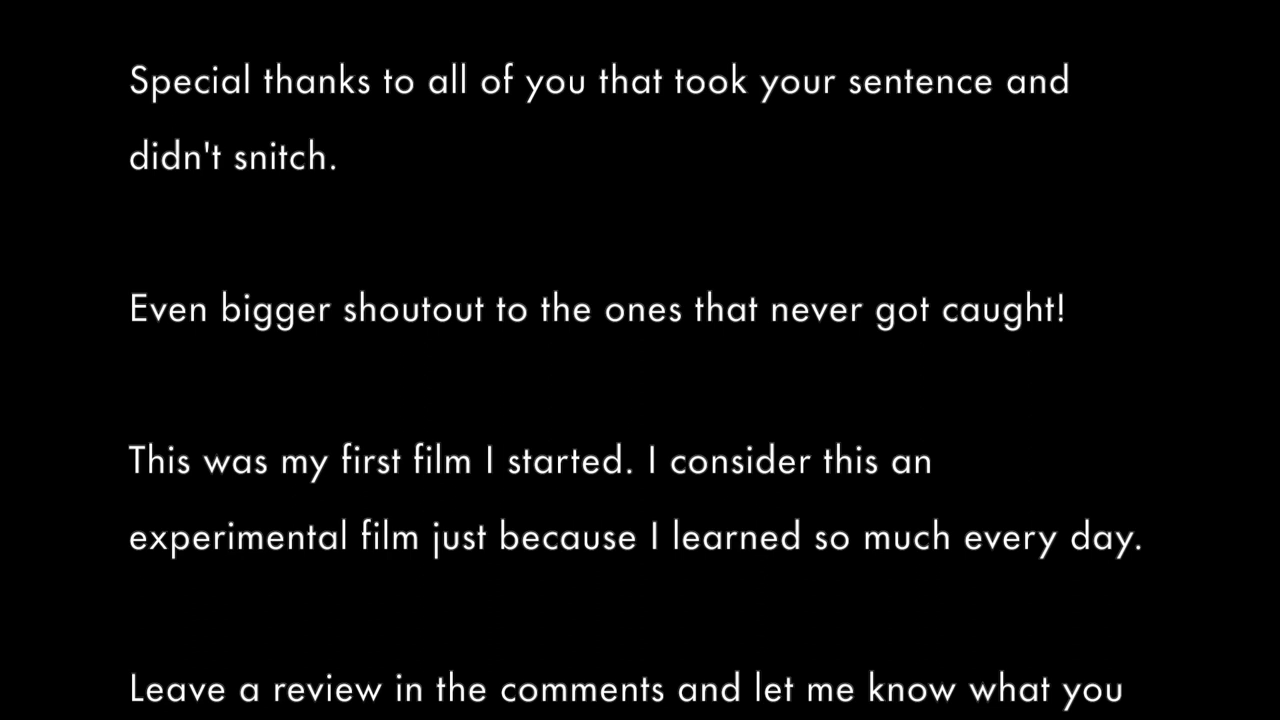 Special thanks to all of you that took your sentence and
didn't snitch.
Even bigger shoutout to the ones that never got caught!
This was my first film I started. I consider this an
experimental film just because I learned so much every day.
Leave a review in the comments and let me know what you